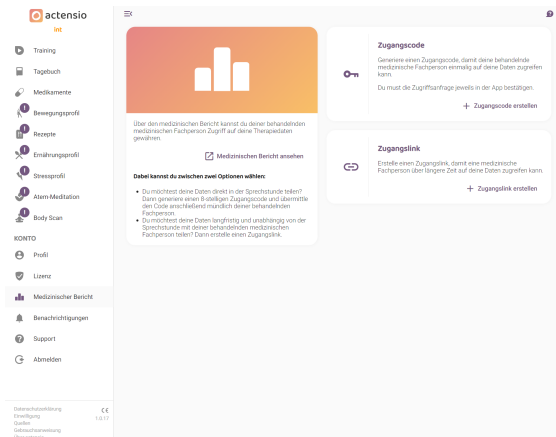 actensio
int
Training
Tagebuch
Medikamente
Bewegungsprofil
Rezepte
Ernährungsprofil
Stressprofil
Atem-Meditation
Body Scan
KONTO
Profil
Lizenz
Medizinischer Bericht
Benachrichtigungen
Support
Abmelden
Datenschutzerklärung
Einwilligung
Quellen
Gebrauchsanweisung
CE
1.0.17
Über den medizinischen Bericht kannst du deiner behandelnden
medizinischen Fachperson Zugriff auf deine Therapiedaten
gewähren.
Medizinischen Bericht ansehen
Dabei kannst du zwischen zwei Optionen wählen:
• Du möchtest deine Daten direkt in der Sprechstunde teilen?
Dann generiere einen 8-stelligen Zugangscode und übermittle
den Code anschließend mündlich deiner behandelnden
Fachperson.
• Du möchtest deine Daten langfristig und unabhängig von der
Sprechstunde mit deiner behandelnden medizinischen
Fachperson teilen? Dann erstelle einen Zugangslink.
Zugangscode
Generiere einen Zugangscode, damit deine behandelnde
medizinische Fachperson einmalig auf deine Daten zugreifen
kann.
Du must die Zugriffsanfrage jeweils in der App bestätigen.
+ Zugangscode erstellen
Zugangslink
Erstelle einen Zugangslink, damit eine medizinische
Fachperson über längere Zeit auf deine Daten zugreifen kann.
+ Zugangslink erstellen